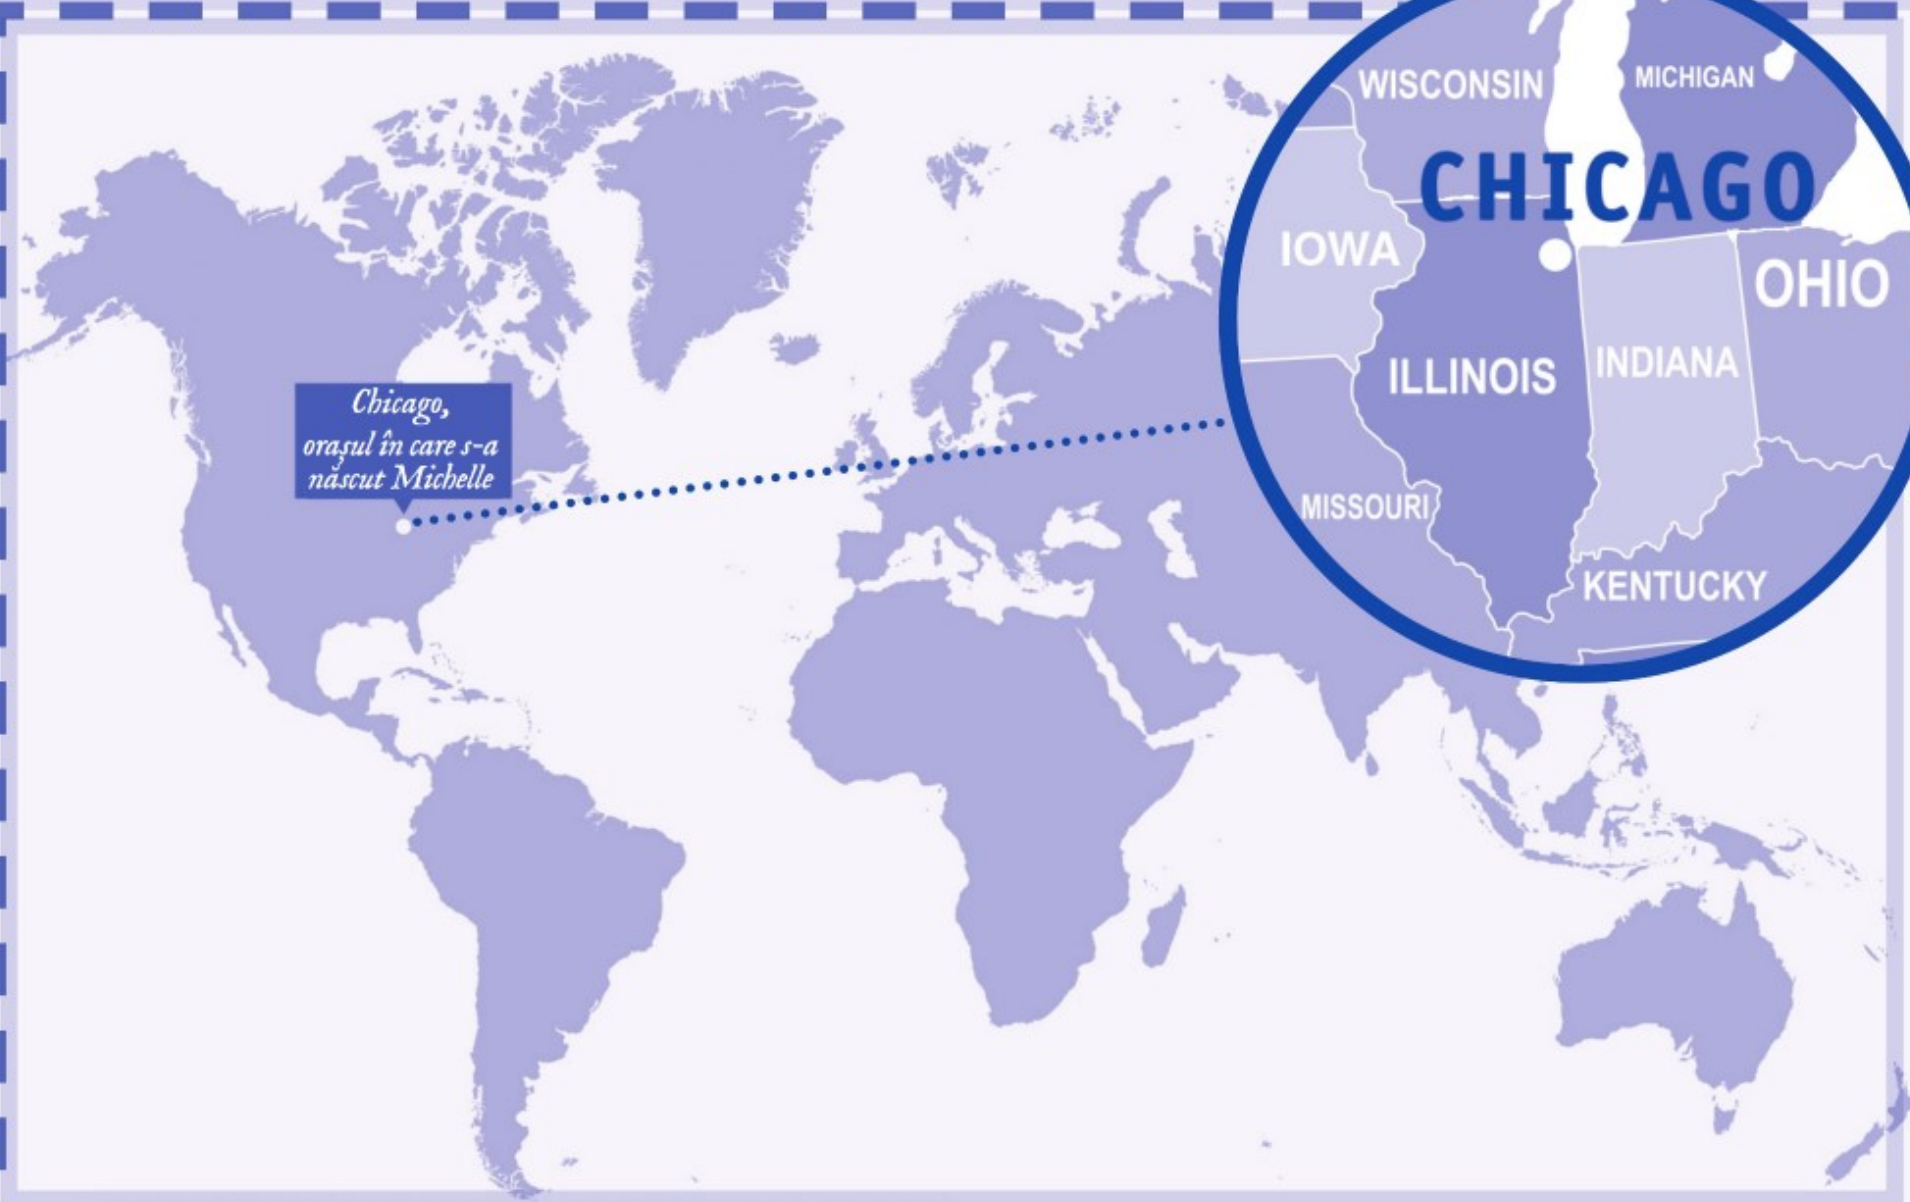 WISCONSIN
MICHIGAN
CHICAGO
IOWA
OHIO
ILLINOIS
INDIANA
MISSOURI
KENTUCKY
Chicago,
orașul în care s-a
născut Michelle